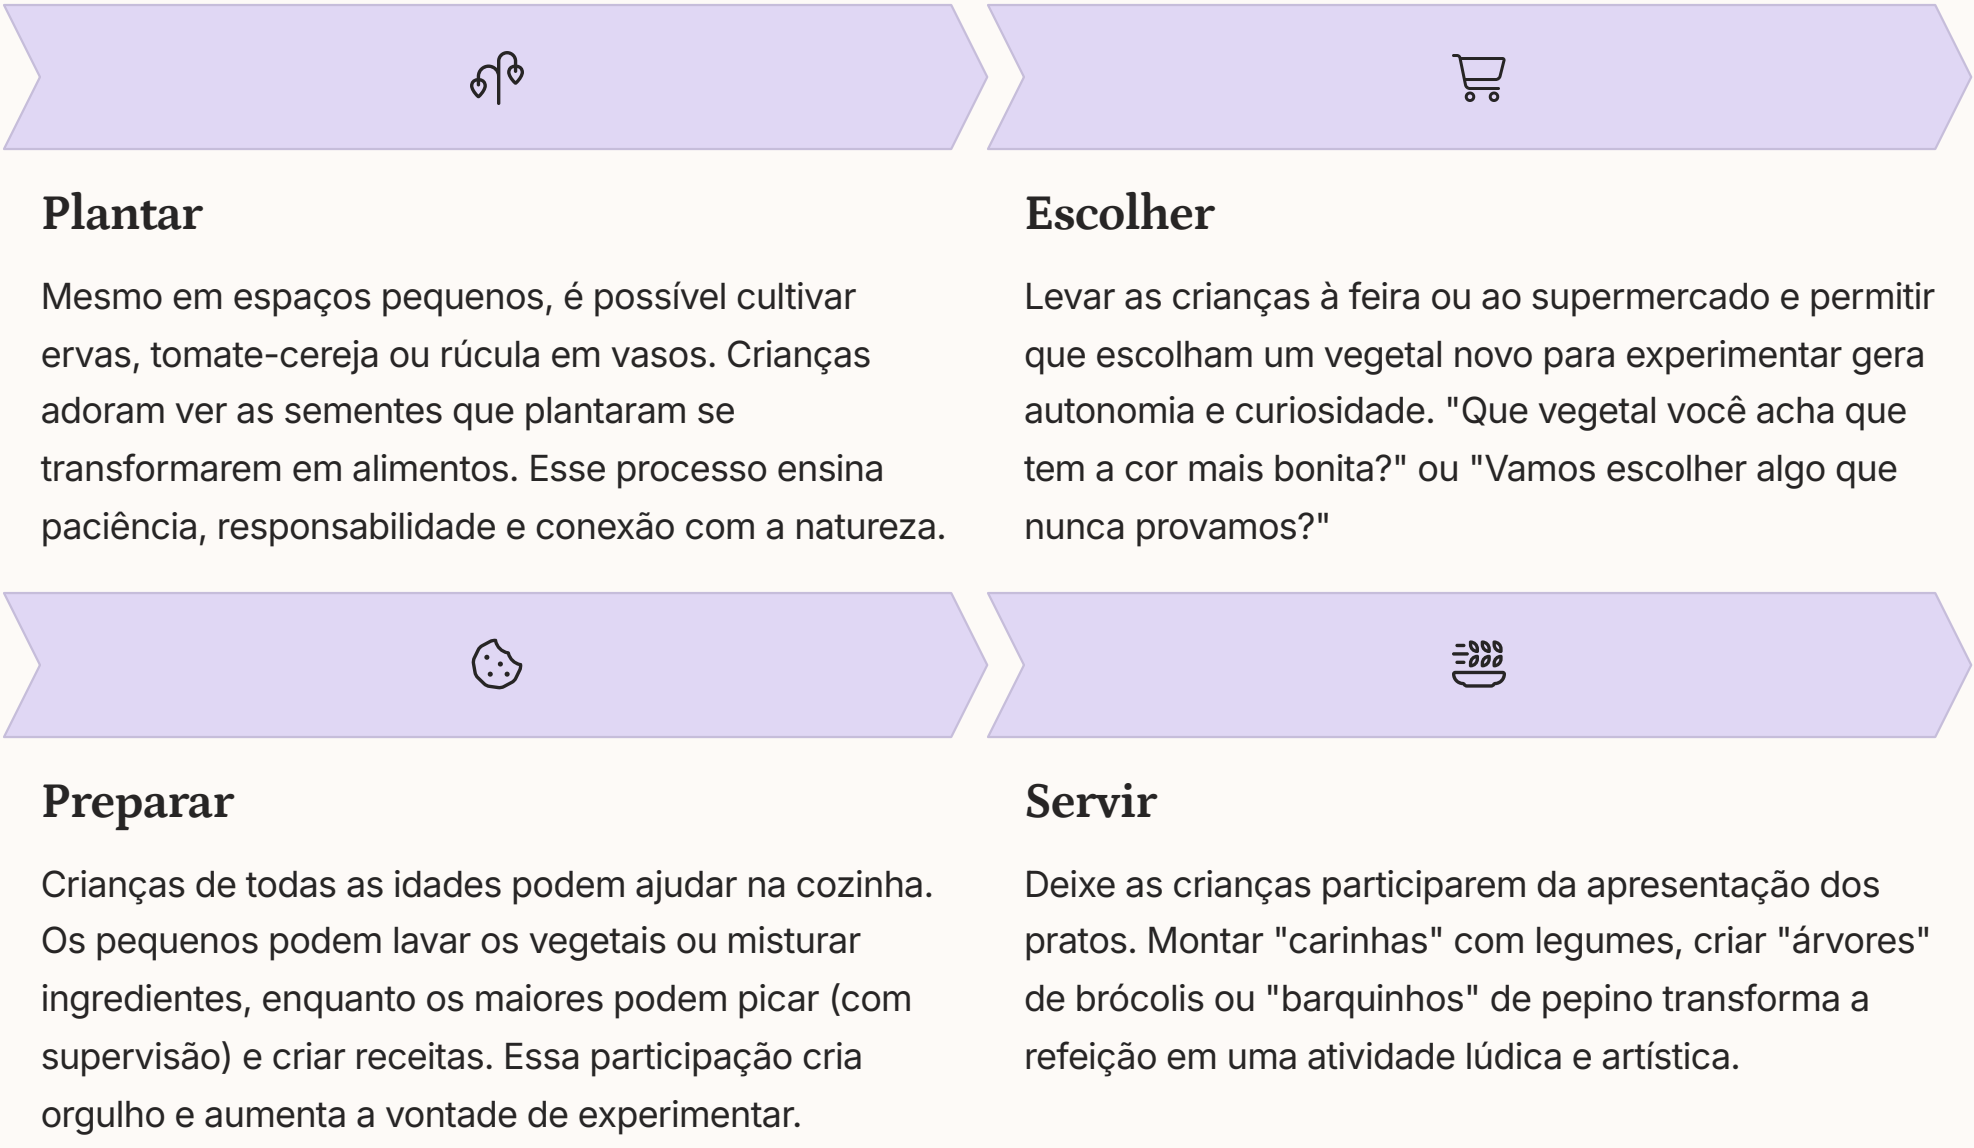 Plantar
Mesmo em espaços pequenos, é possível cultivar
ervas, tomate-cereja ou rúcula em vasos. Crianças
adoram ver as sementes que plantaram se
transformarem em alimentos. Esse processo ensina
paciência, responsabilidade e conexão com a natureza.
Escolher
Levar as crianças à feira ou ao supermercado e permitir
que escolham um vegetal novo para experimentar gera
autonomia e curiosidade. "Que vegetal você acha que
tem a cor mais bonita?" ou "Vamos escolher algo que
nunca provamos?"
Preparar
Crianças de todas as idades podem ajudar na cozinha.
Os pequenos podem lavar os vegetais ou misturar
ingredientes, enquanto os maiores podem picar (com
supervisão) e criar receitas. Essa participação cria
orgulho e aumenta a vontade de experimentar.
Servir
Deixe as crianças participarem da apresentação dos
pratos. Montar "carinhas" com legumes, criar "árvores"
de brócolis ou "barquinhos" de pepino transforma a
refeição em uma atividade lúdica e artística.